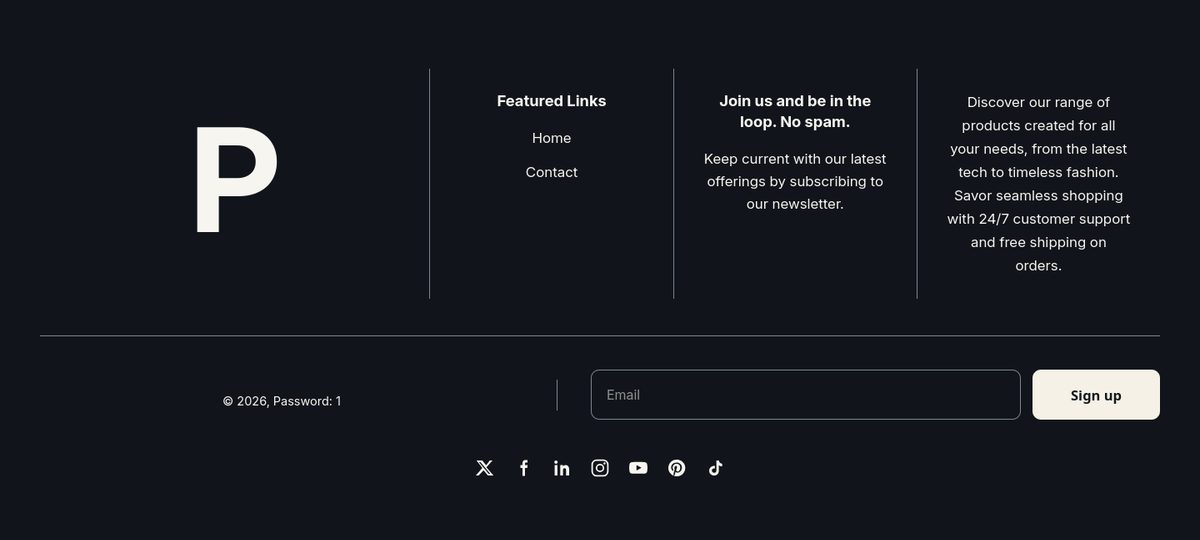 P
Featured Links
Home
Contact
Join us and be in the
loop. No spam.
Keep current with our latest
offerings by subscribing to
our newsletter.
Discover our range of
products created for all
your needs, from the latest
tech to timeless fashion.
Savor seamless shopping
with 24/7 customer support
and free shipping on
orders.
© 2026, Password: 1
Email
Sign up